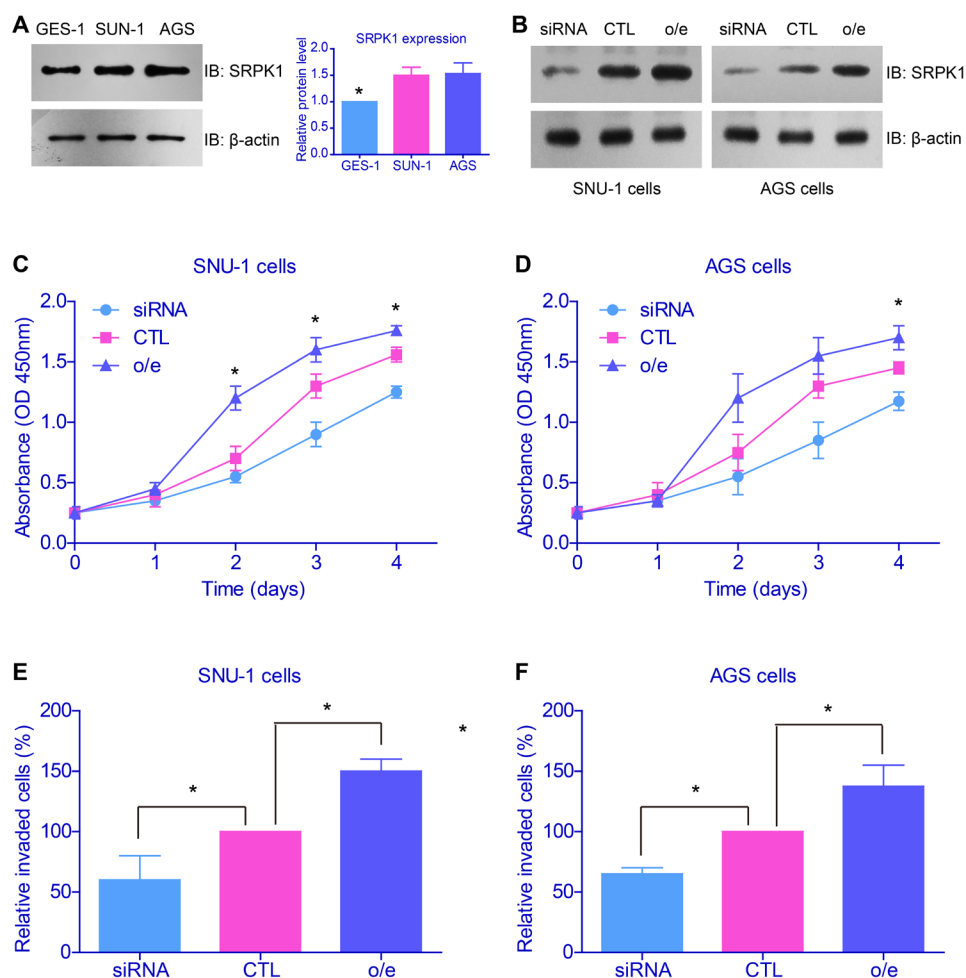 A
GES-1 SUN-1 AGS
IB: SRPK1
IB: β-actin
SRPK1 expression
Relative protein level
2.0
1.5
1.0
0.5
0.0
*
GES-1 SUN-1 AGS
B
siRNA CTL o/e siRNA CTL o/e
IB: SRPK1
IB: β-actin
SNU-1 cells AGS cells
C
SNU-1 cells
Absorbance (OD 450nm)
2.0
1.5
1.0
0.5
0.0
siRNA
CTL
o/e
* * *
0 1 2 3 4
Time (days)
D
AGS cells
Absorbance (OD 450nm)
2.0
1.5
1.0
0.5
0.0
siRNA
CTL
o/e
*
0 1 2 3 4
Time (days)
E
SNU-1 cells
Relative invaded cells (%)
200
150
100
50
0
* * *
siRNA CTL o/e
F
AGS cells
Relative invaded cells (%)
200
150
100
50
0
* *
siRNA CTL o/e